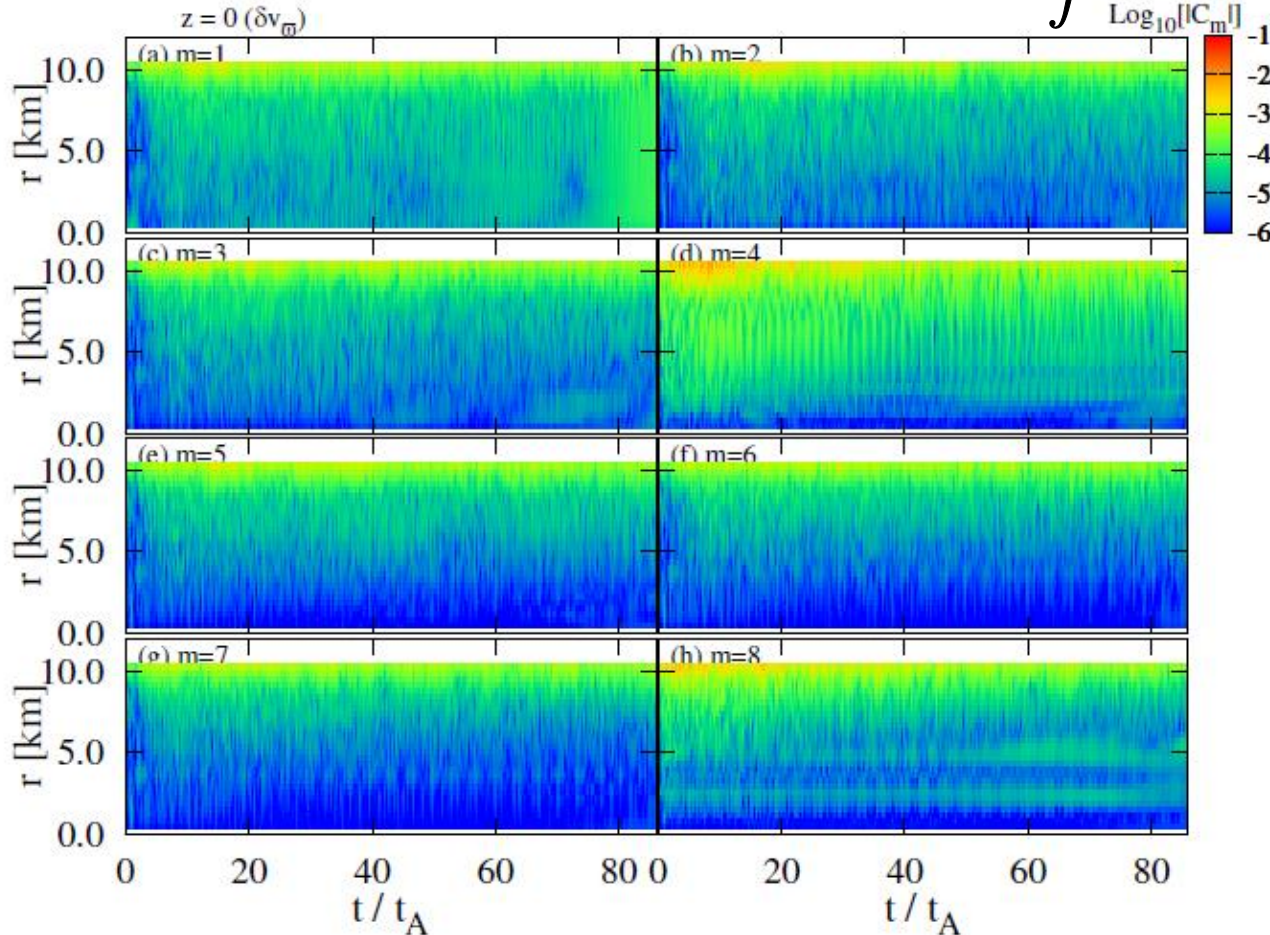 z = 0 (δv_ϖ)
∫ Log₁₀[|Cₘ|]
(a) m=1
(b) m=2
-1
-2
-3
-4
-5
-6
r [km]
10.0
5.0
0.0
(c) m=3
(d) m=4
r [km]
10.0
5.0
0.0
(e) m=5
(f) m=6
r [km]
10.0
5.0
0.0
(g) m=7
(h) m=8
r [km]
10.0
5.0
0.0
0 20 40 60 80 0 20 40 60 80
t / t_A t / t_A